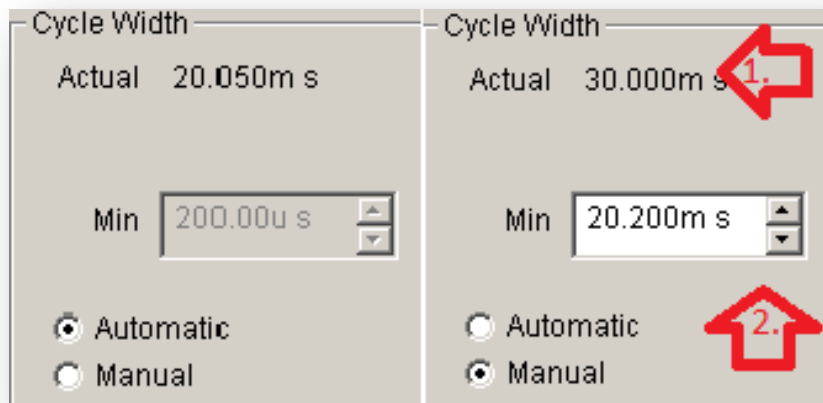 Cycle Width
Actual 20.050m s
Min 200.00u s
Automatic
Manual
Cycle Width
Actual 30.000m s
1.
Min 20.200m s
2.
Automatic
Manual